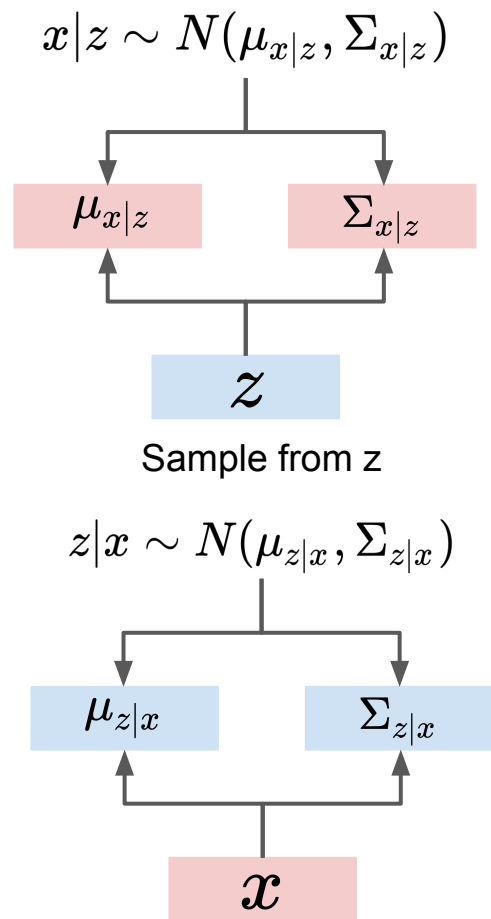 x|z ∼ N(μ_{x|z}, Σ_{x|z})
μ_{x|z} Σ_{x|z}
z
Sample from z
z|x ∼ N(μ_{z|x}, Σ_{z|x})
μ_{z|x} Σ_{z|x}
x